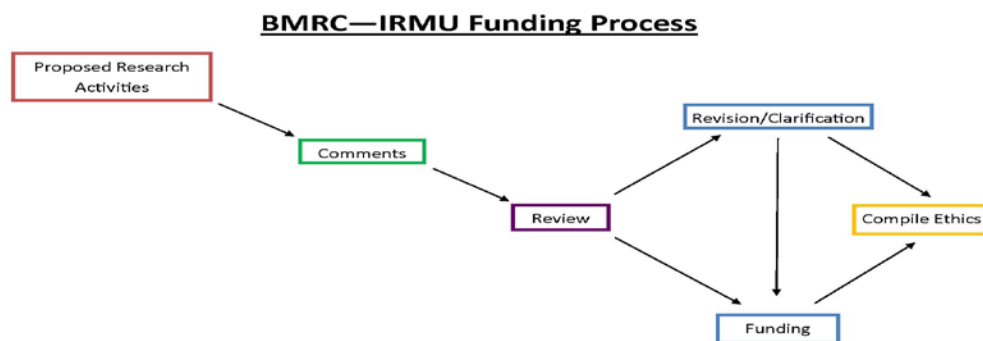 BMRC—IRMU Funding Process
Proposed Research
Activities
Revision/Clarification
Comments
Review
Compile Ethics
Funding